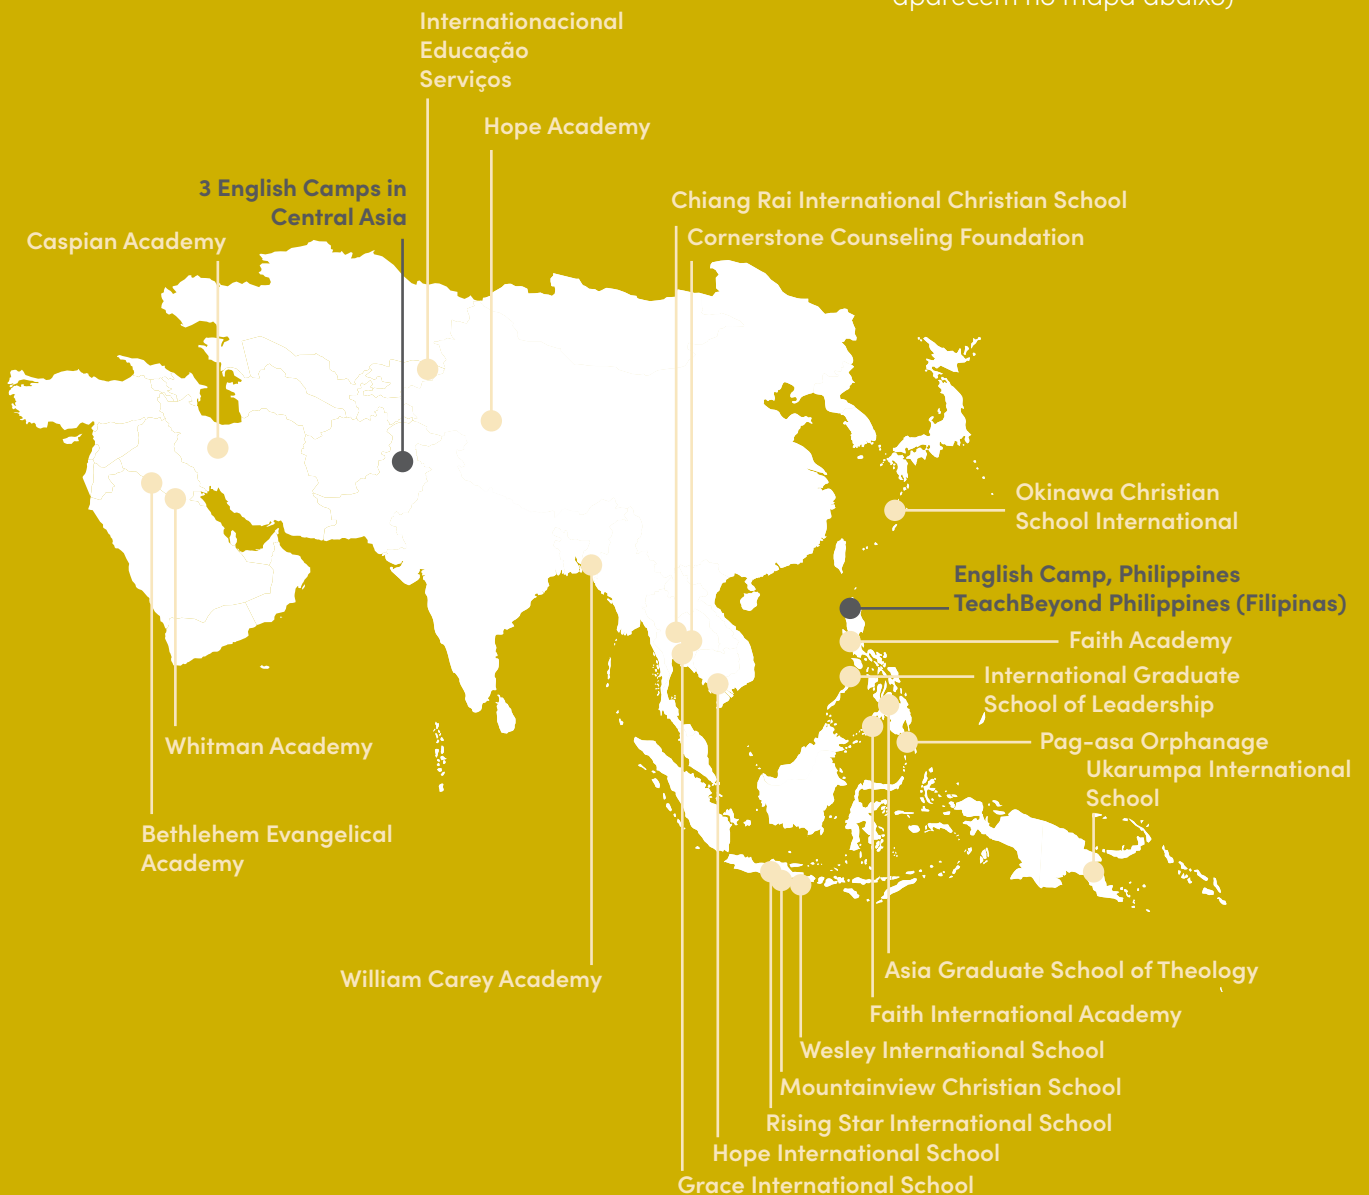 aparecem no mapa abaixo)
Internationacional
Educação
Serviços
Hope Academy
3 English Camps in
Central Asia
Chiang Rai International Christian School
Cornerstone Counseling Foundation
Caspian Academy
Okinawa Christian
School International
English Camp, Philippines
TeachBeyond Philippines (Filipinas)
Faith Academy
International Graduate
School of Leadership
Pag-asa Orphanage
Ukarumpa International
School
Whitman Academy
Bethlehem Evangelical
Academy
William Carey Academy
Asia Graduate School of Theology
Faith International Academy
Wesley International School
Mountainview Christian School
Rising Star International School
Hope International School
Grace International School